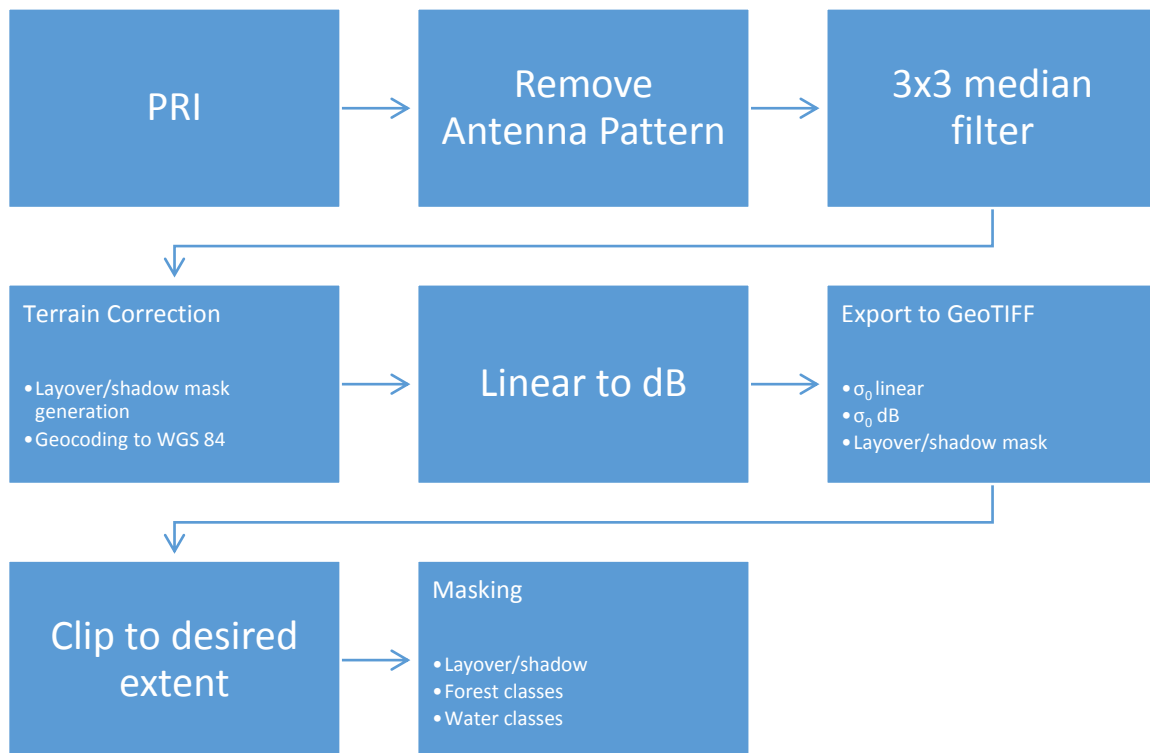 PRI
Remove
Antenna Pattern
3x3 median
filter
Terrain Correction
•Layover/shadow mask
generation
•Geocoding to WGS 84
Linear to dB
Export to GeoTIFF
•σ₀ linear
•σ₀ dB
•Layover/shadow mask
Clip to desired
extent
Masking
•Layover/shadow
•Forest classes
•Water classes